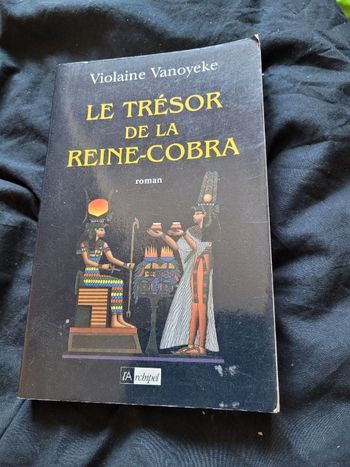 Violaine Vanoyeke
LE TRÉSOR
DE LA
REINE-COBRA
roman
l'Archipel